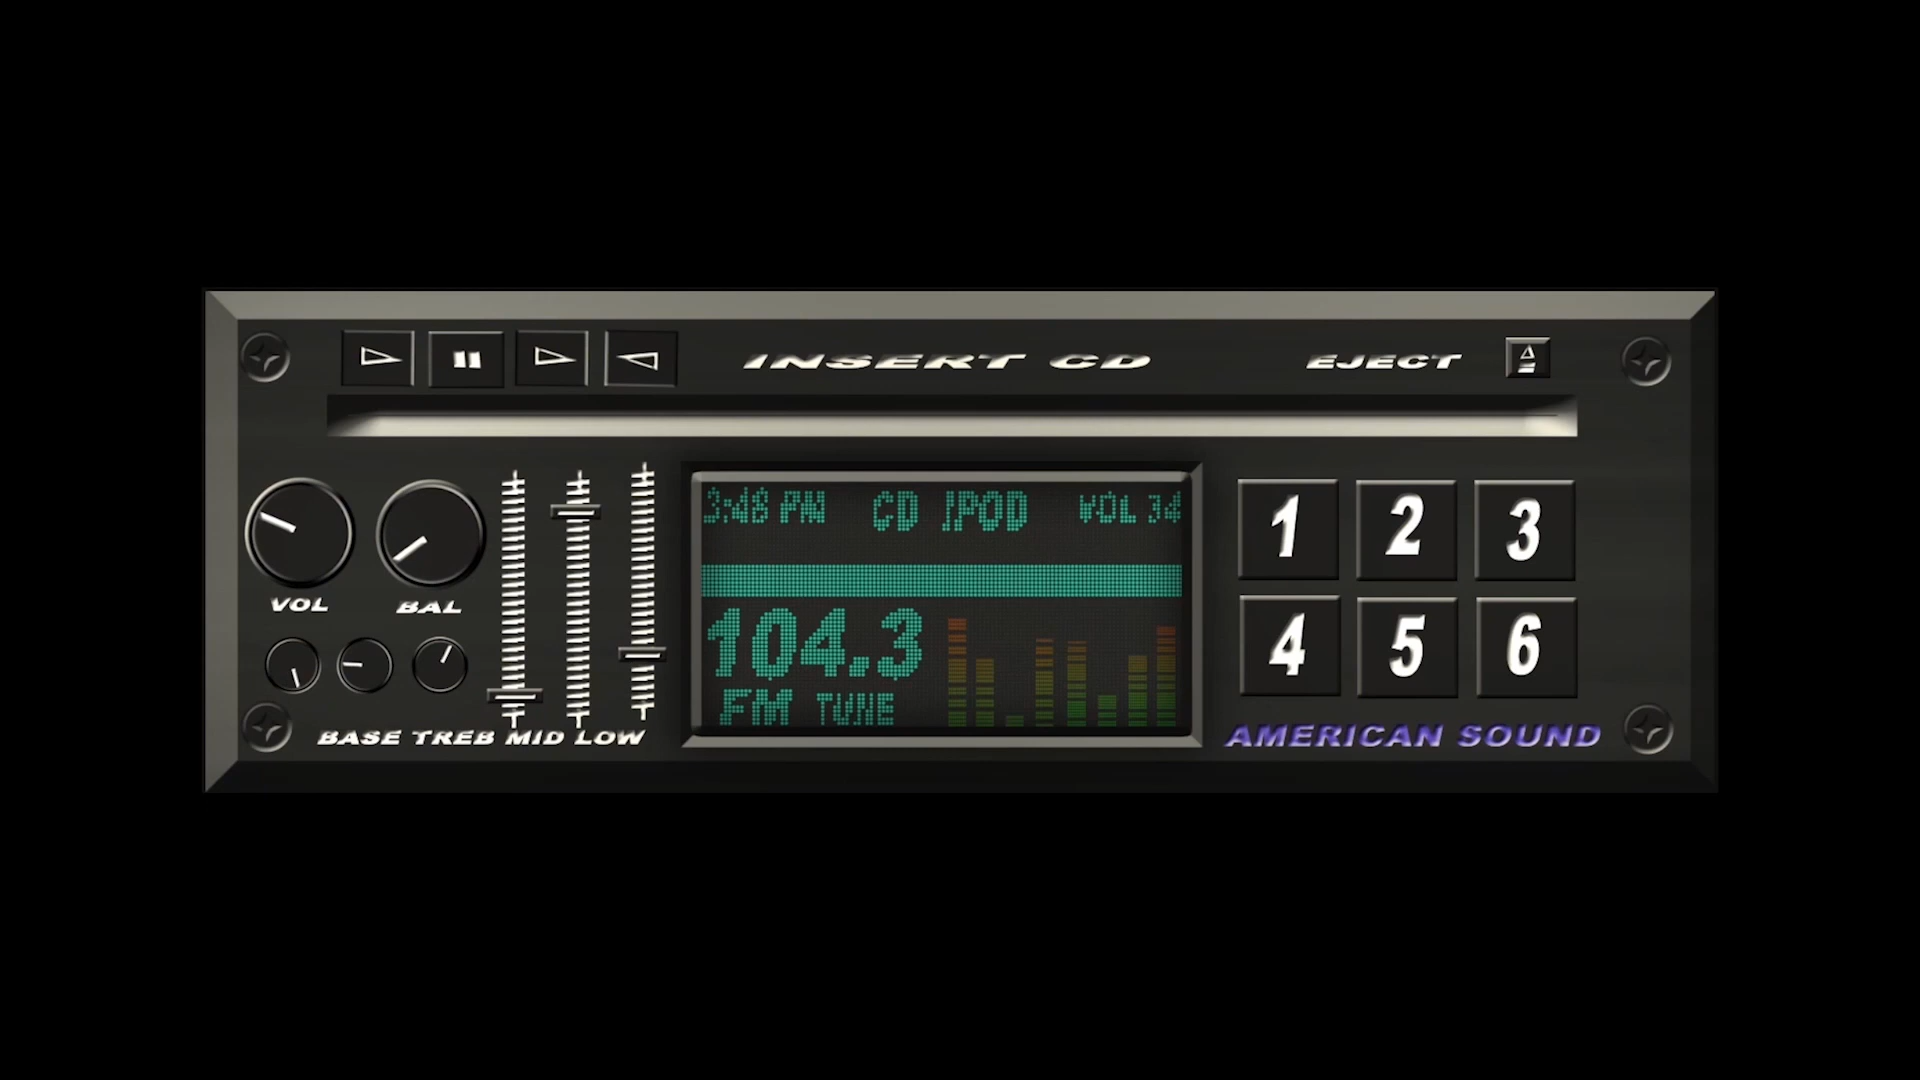 INSERT CD
EJECT
3:48 PM CD IPOD VOL 34
104.3
FM TUNE
VOL BAL
BASE TREB MID LOW
1 2 3
4 5 6
AMERICAN SOUND